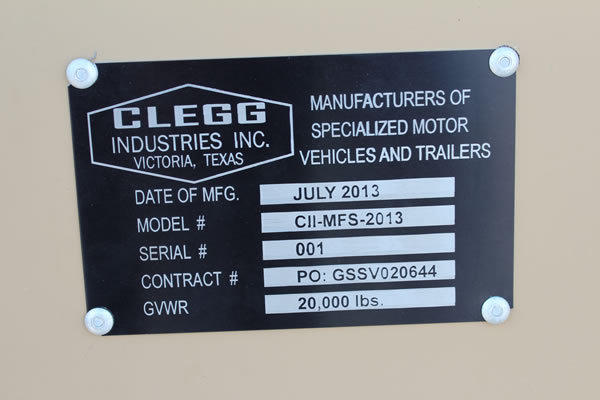 CLEGG
INDUSTRIES INC.
VICTORIA, TEXAS
MANUFACTURERS OF
SPECIALIZED MOTOR
VEHICLES AND TRAILERS
DATE OF MFG. JULY 2013
MODEL # CII-MFS-2013
SERIAL # 001
CONTRACT # PO: GSSV020644
GVWR 20,000 lbs.